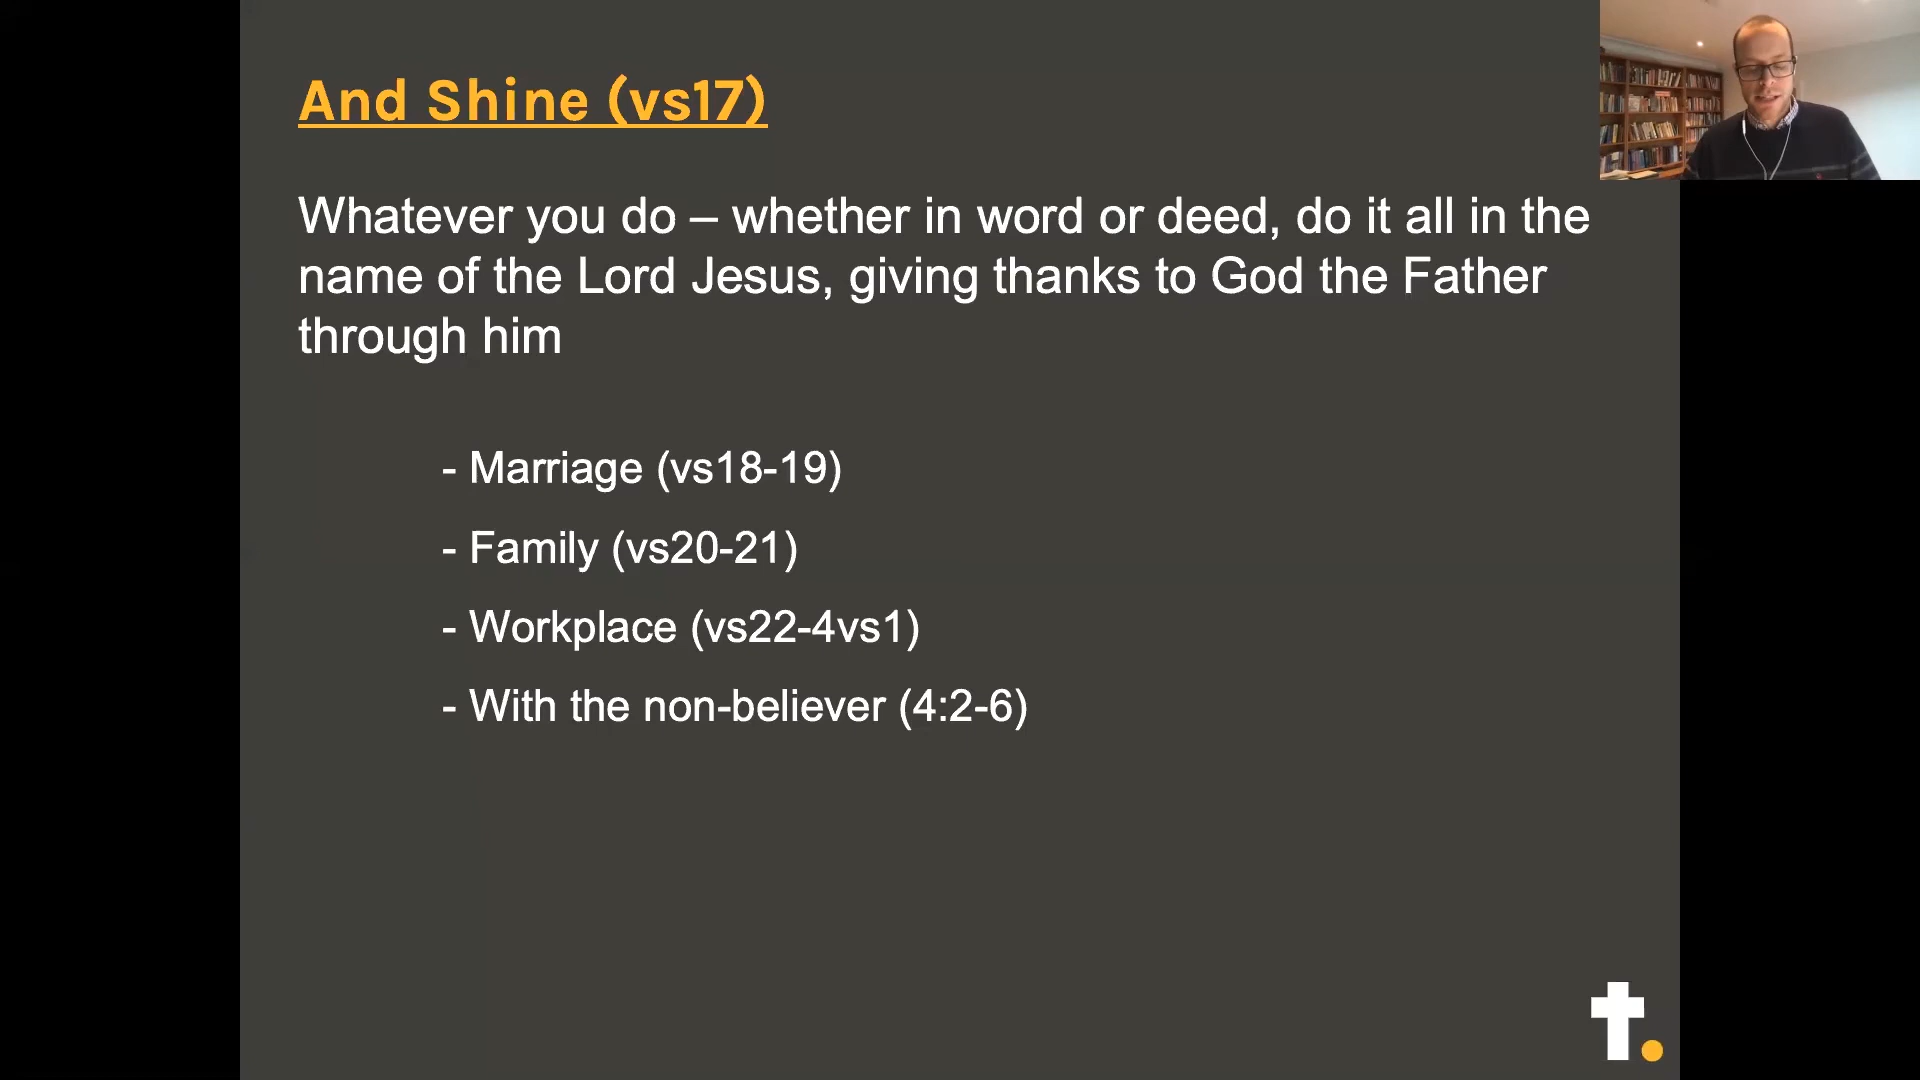 And Shine (vs17)
Whatever you do – whether in word or deed, do it all in the
name of the Lord Jesus, giving thanks to God the Father
through him
- Marriage (vs18-19)
- Family (vs20-21)
- Workplace (vs22-4vs1)
- With the non-believer (4:2-6)